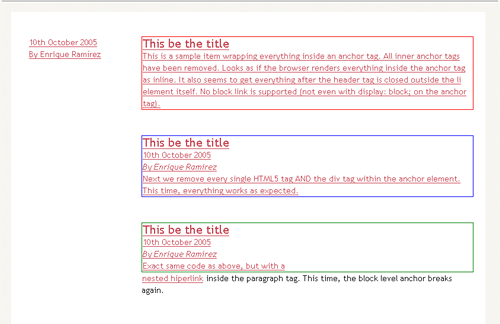 10th October 2005
By Enrique Ramírez
This be the title
This is a sample item wrapping everything inside an anchor tag. All inner anchor tags
have been removed. Looks as if the browser renders everything inside the anchor tag
as inline. It also seems to get everything after the header tag is closed outside the li
element itself. No block link is supported (not even with display: block; on the anchor
tag).
This be the title
10th October 2005
By Enrique Ramírez
Next we remove every single HTML5 tag AND the div tag within the anchor element.
This time, everything works as expected.
This be the title
10th October 2005
By Enrique Ramírez
Exact same code as above, but with a
nested hiperlink inside the paragraph tag. This time, the block level anchor breaks
again.